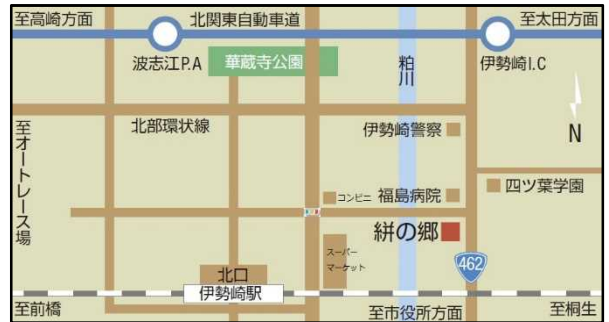 至高崎方面
北関東自動車道
至太田方面
波志江P.A
華蔵寺公園
粕川
伊勢崎I.C
北部環状線
伊勢崎警察
N
至オートレース場
コンビニ
福島病院
四ツ葉学園
絣の郷
スーパー
マーケット
462
北口
伊勢崎駅
至前橋
至市役所方面
至桐生